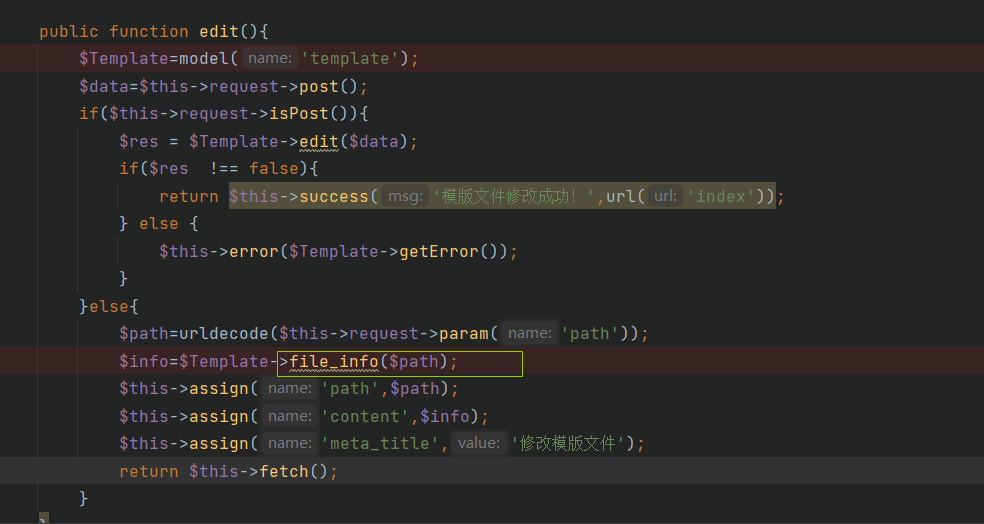 public function edit(){
$Template=model( name: 'template');
$data=$this->request->post();
if($this->request->isPost()){
$res = $Template->edit($data);
if($res  !== false){
return $this->success( msg: '模版文件修改成功！',url( url: 'index'));
} else {
$this->error($Template->getError());
}
}else{
$path=urldecode($this->request->param( name: 'path'));
$info=$Template->file_info($path);
$this->assign( name: 'path',$path);
$this->assign( name: 'content',$info);
$this->assign( name: 'meta_title', value: '修改模版文件');
return $this->fetch();
}
}